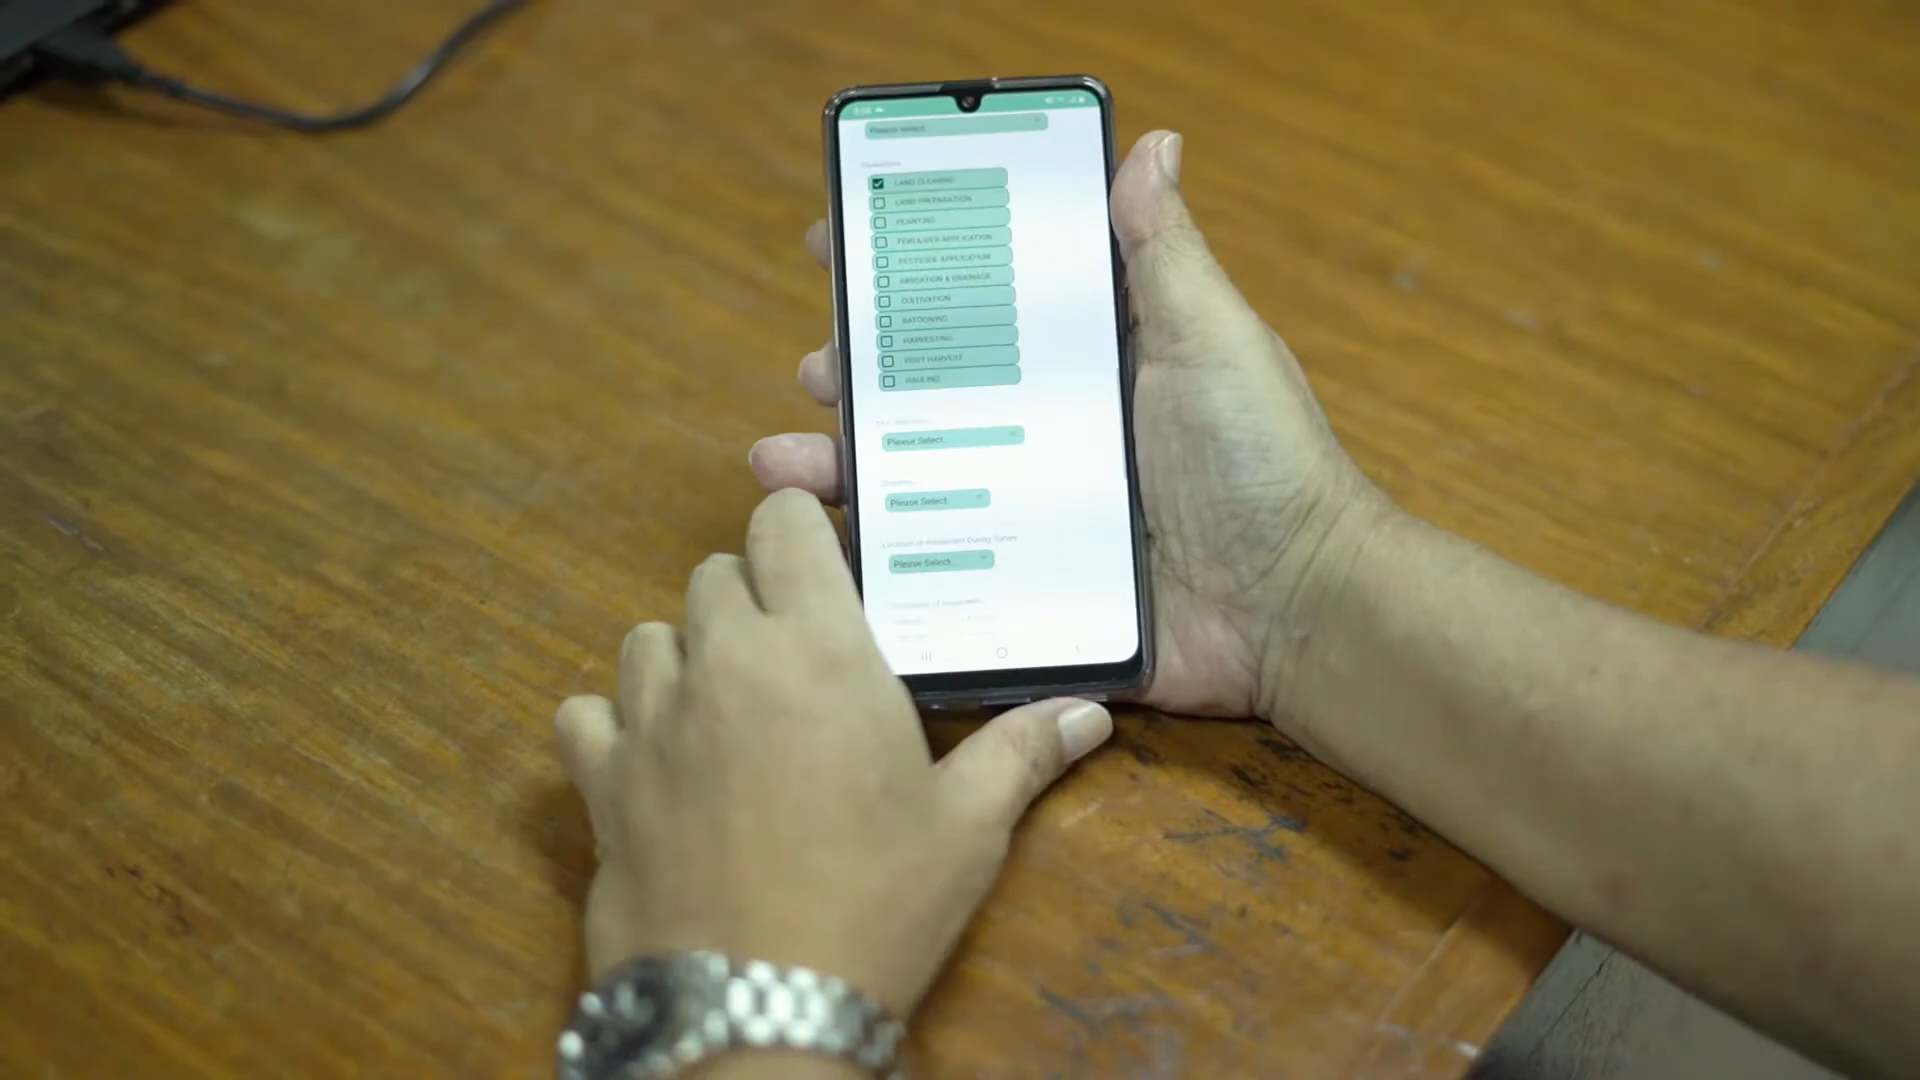 Please Select.
Operations
LAND CLEARING
LAND PREPARATION
PLANTING
FERTILIZER APPLICATION
PESTICIDE APPLICATION
IRRIGATION & DRAINAGE
CULTIVATION
RATOONING
HARVESTING
POST HARVEST
HAULING
Please Select.
Please Select.
Location of Respondent During Survey
Please Select.